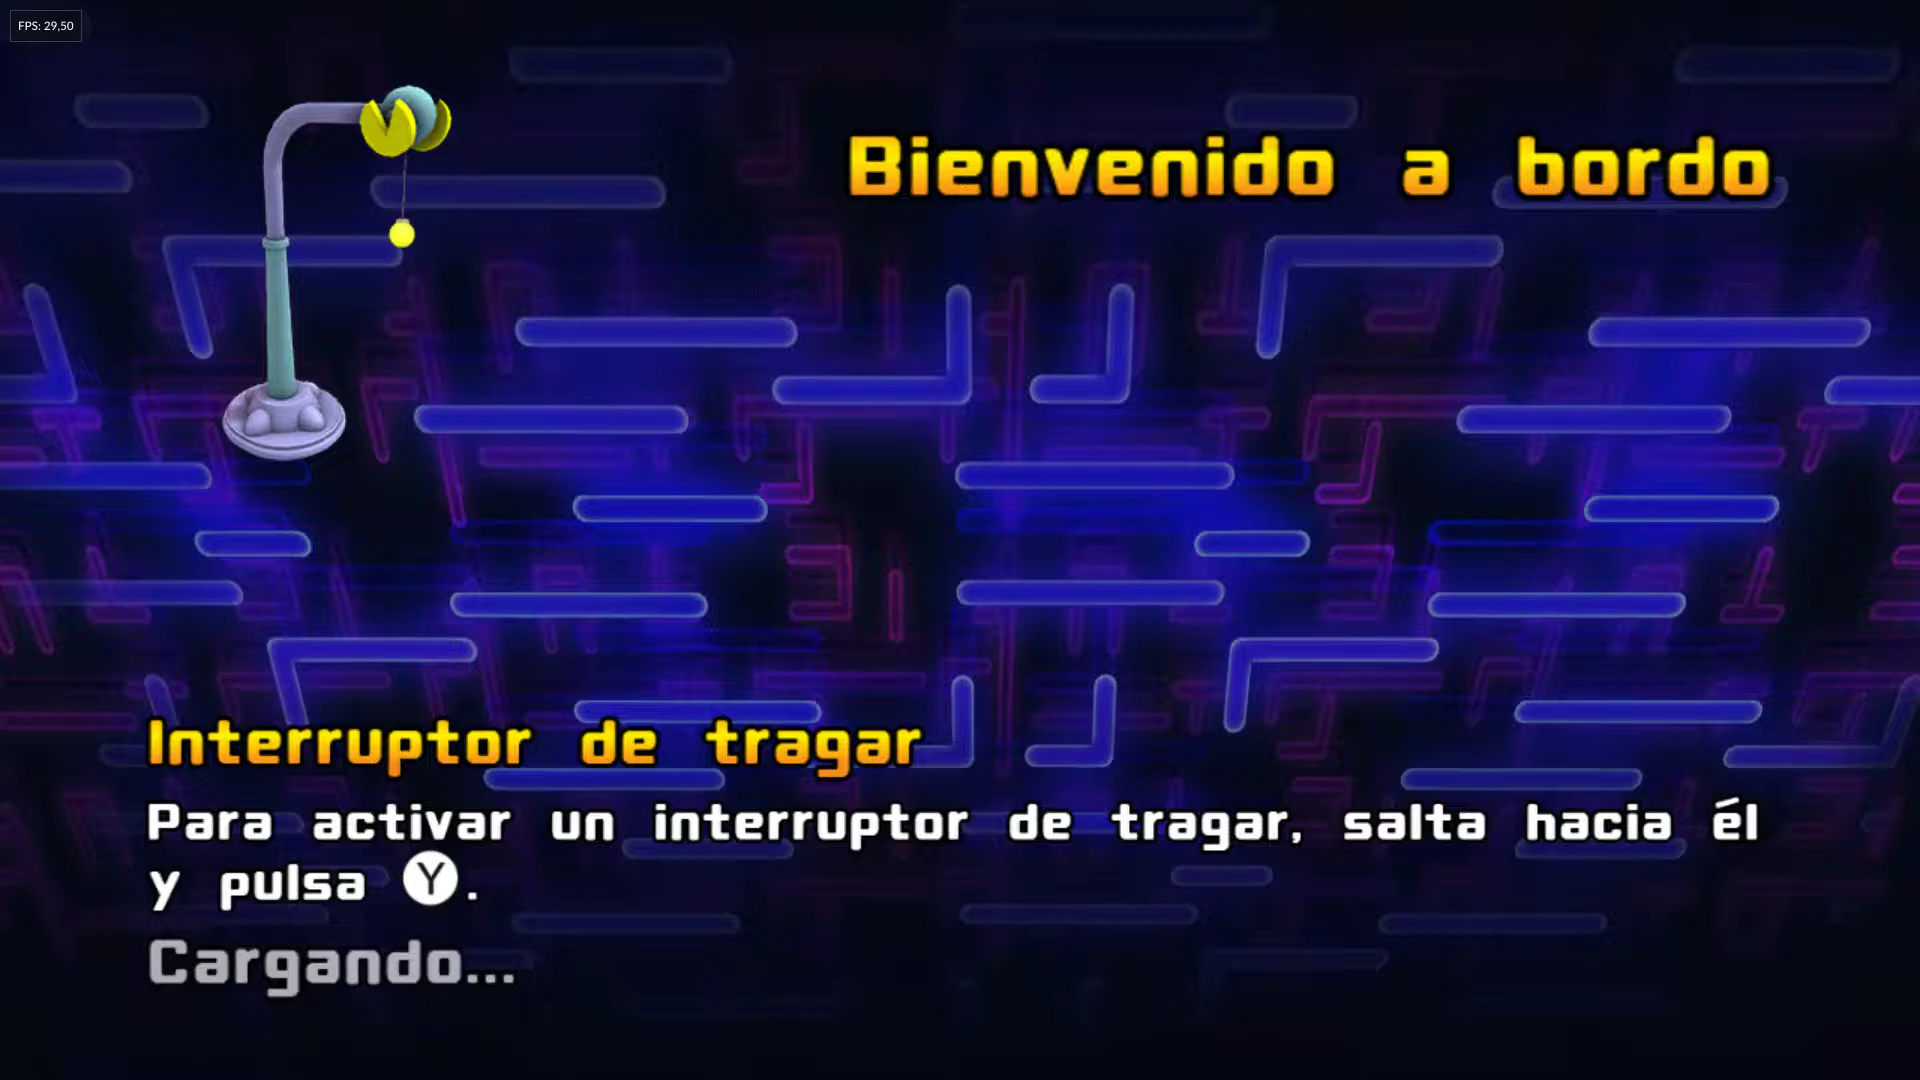 FPS: 29,50
Bienvenido a bordo
Interruptor de tragar
Para activar un interruptor de tragar, salta hacia él
y pulsa Y.
Cargando...